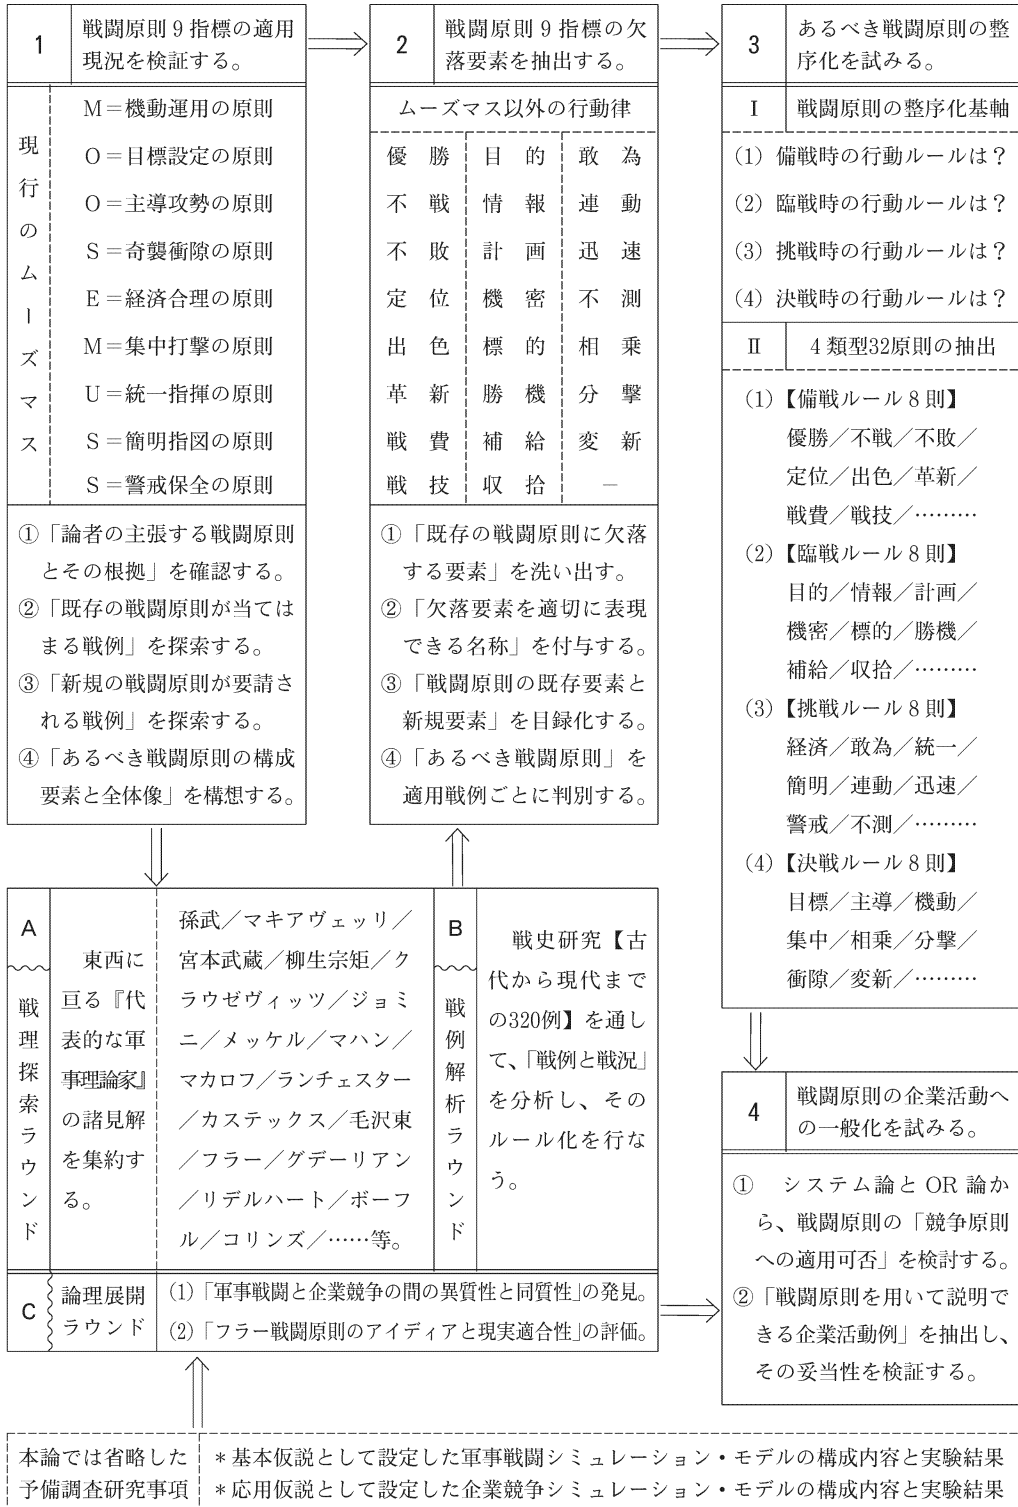 1
戦闘原則9指標の適用
現況を検証する。
現行のムーズマス
M＝機動運用の原則
O＝目標設定の原則
O＝主導攻勢の原則
S＝奇襲衝隙の原則
E＝経済合理の原則
M＝集中打撃の原則
U＝統一指揮の原則
S＝簡明指図の原則
S＝警戒保全の原則
①「論者の主張する戦闘原則
とその根拠」を確認する。
②「既存の戦闘原則が当ては
まる戦例」を探索する。
③「新規の戦闘原則が要請さ
れる戦例」を探索する。
④「あるべき戦闘原則の構成
要素と全体像」を構想する。
2
戦闘原則9指標の欠
落要素を抽出する。
ムーズマス以外の行動律
優勝 目的 敢為
不戦 情報 連動
不敗 計画 迅速
定位 機密 不測
出色 標的 相乗
革新 勝機 分撃
戦費 補給 変新
戦技 収拾 －
①「既存の戦闘原則に欠落
する要素」を洗い出す。
②「欠落要素を適切に表現
できる名称」を付与する。
③「戦闘原則の既存要素と
新規要素」を目録化する。
④「あるべき戦闘原則」を
適用戦例ごとに判別する。
3
あるべき戦闘原則の整
序化を試みる。
Ⅰ 戦闘原則の整序化基軸
(1) 備戦時の行動ルールは？
(2) 臨戦時の行動ルールは？
(3) 挑戦時の行動ルールは？
(4) 決戦時の行動ルールは？
Ⅱ 4類型32原則の抽出
(1)【備戦ルール8則】
優勝／不戦／不敗／
定位／出色／革新／
戦費／戦技／………
(2)【臨戦ルール8則】
目的／情報／計画／
機密／標的／勝機／
補給／収拾／………
(3)【挑戦ルール8則】
経済／敢為／統一／
簡明／連動／迅速／
警戒／不測／………
(4)【決戦ルール8則】
目標／主導／機動／
集中／相乗／分撃／
衝隙／変新／………
A
戦理探索ラウンド
東西に
亘る『代
表的な軍
事理論家』
の諸見解
を集約す
る。
孫武／マキアヴェッリ／
宮本武蔵／柳生宗矩／ク
ラウゼヴィッツ／ジョミ
ニ／メッケル／マハン／
マカロフ／ランチェスター
／カステックス／毛沢東
／フラー／グデーリアン
／リデルハート／ボーフ
ル／コリンズ／……等。
B
戦例解析ラウンド
戦史研究【古
代から現代まで
の320例】を通し
て、「戦例と戦況」
を分析し、その
ルール化を行な
う。
C
論理展開
ラウンド
(1)「軍事戦闘と企業競争の間の異質性と同質性」の発見。
(2)「フラー戦闘原則のアイディアと現実適合性」の評価。
4
戦闘原則の企業活動へ
の一般化を試みる。
① システム論とOR論か
ら、戦闘原則の「競争原則
への適用可否」を検討する。
②「戦闘原則を用いて説明で
きる企業活動例」を抽出し、
その妥当性を検証する。
本論では省略した
予備調査研究事項
＊基本仮説として設定した軍事戦闘シミュレーション・モデルの構成内容と実験結果
＊応用仮説として設定した企業競争シミュレーション・モデルの構成内容と実験結果